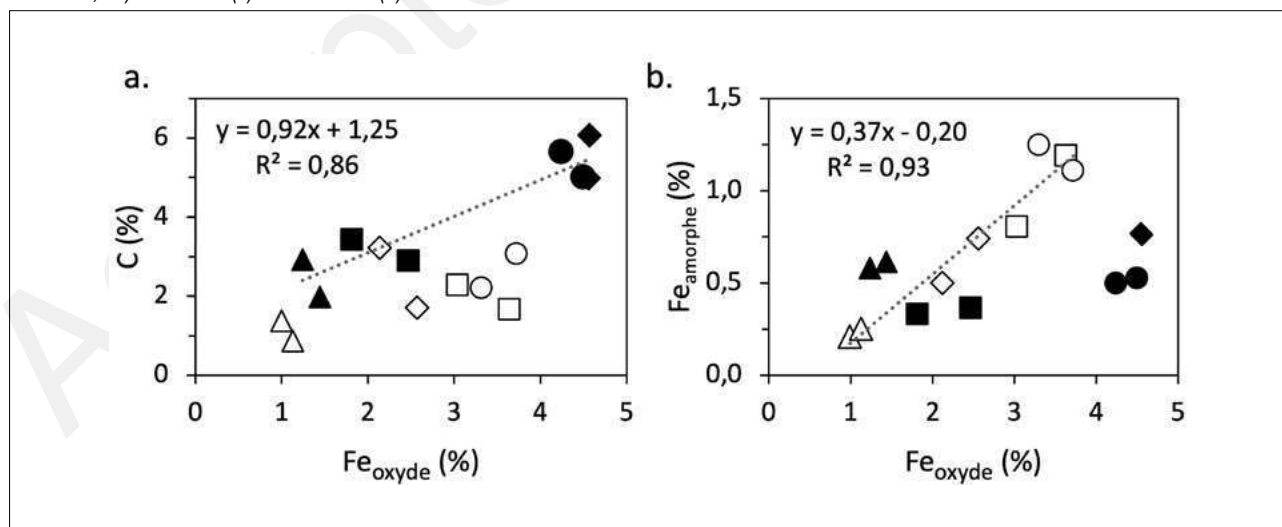 a.
y = 0,92x + 1,25
R² = 0,86
6
4
2
0
C (%)
0 1 2 3 4 5
Fe_oxyde (%)
b.
1,5
y = 0,37x - 0,20
R² = 0,93
1,0
0,5
0,0
Fe_amorphe (%)
0 1 2 3 4 5
Fe_oxyde (%)